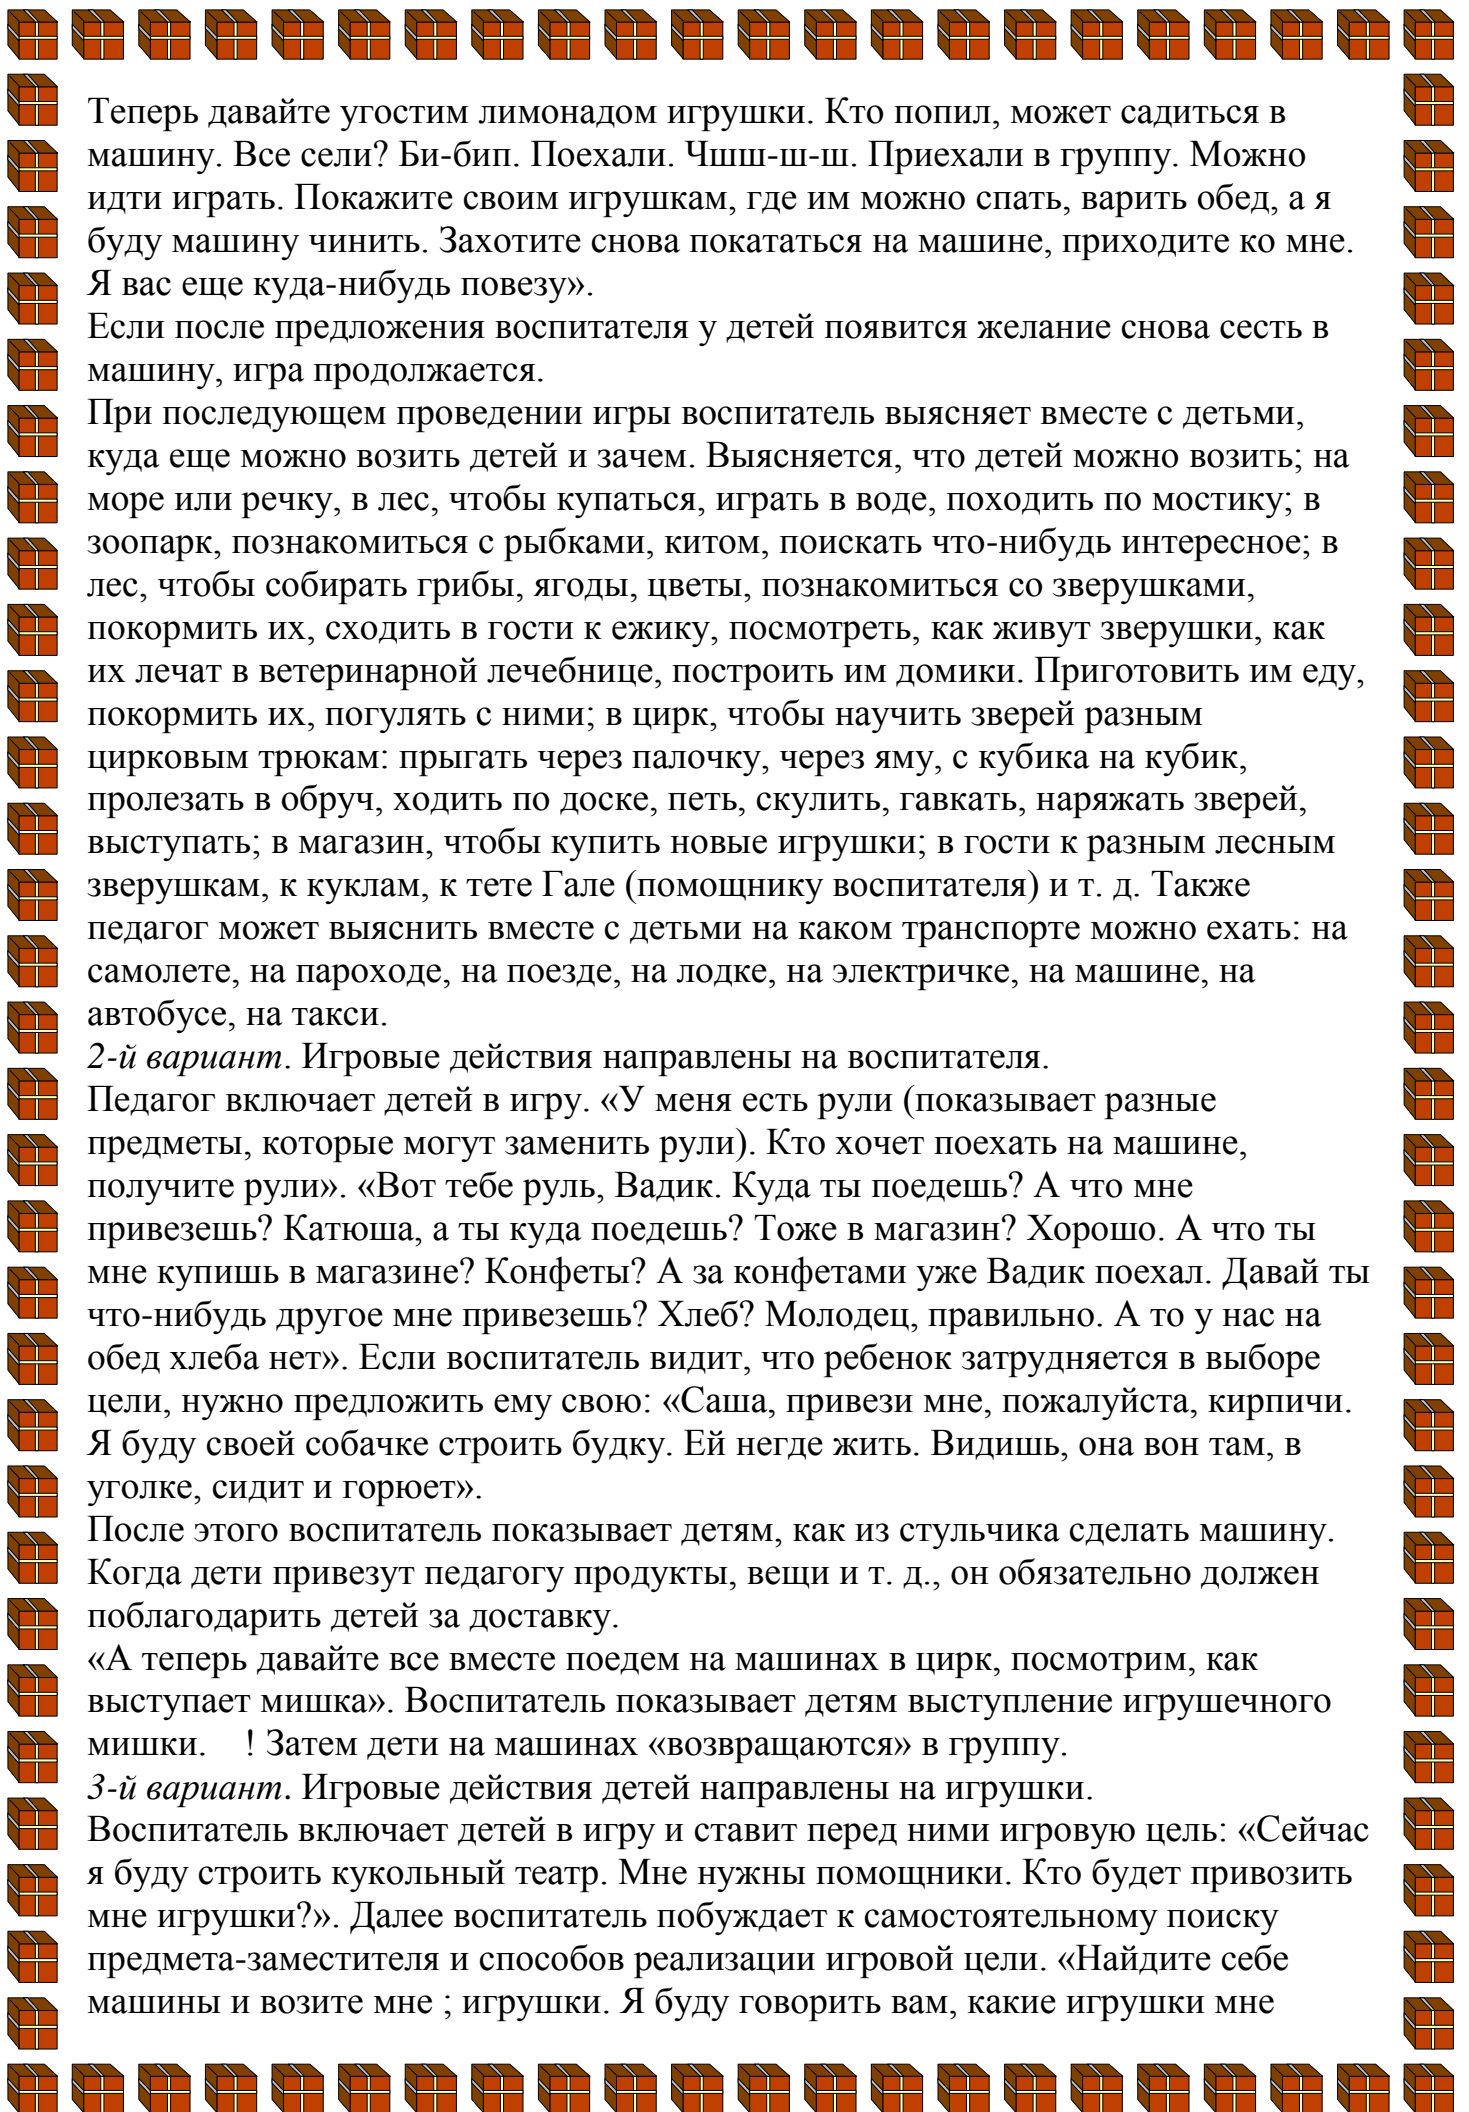 Теперь давайте угостим лимонадом игрушки. Кто попил, может садиться в
машину. Все сели? Би-бип. Поехали. Чшш-ш-ш. Приехали в группу. Можно
идти играть. Покажите своим игрушкам, где им можно спать, варить обед, а я
буду машину чинить. Захотите снова покататься на машине, приходите ко мне.
Я вас еще куда-нибудь повезу».
Если после предложения воспитателя у детей появится желание снова сесть в
машину, игра продолжается.
При последующем проведении игры воспитатель выясняет вместе с детьми,
куда еще можно возить детей и зачем. Выясняется, что детей можно возить; на
море или речку, в лес, чтобы купаться, играть в воде, походить по мостику; в
зоопарк, познакомиться с рыбками, китом, поискать что-нибудь интересное; в
лес, чтобы собирать грибы, ягоды, цветы, познакомиться со зверушками,
покормить их, сходить в гости к ежику, посмотреть, как живут зверушки, как
их лечат в ветеринарной лечебнице, построить им домики. Приготовить им еду,
покормить их, погулять с ними; в цирк, чтобы научить зверей разным
цирковым трюкам: прыгать через палочку, через яму, с кубика на кубик,
пролезать в обруч, ходить по доске, петь, скулить, гавкать, наряжать зверей,
выступать; в магазин, чтобы купить новые игрушки; в гости к разным лесным
зверушкам, к куклам, к тете Гале (помощнику воспитателя) и т. д. Также
педагог может выяснить вместе с детьми на каком транспорте можно ехать: на
самолете, на пароходе, на поезде, на лодке, на электричке, на машине, на
автобусе, на такси.
2-й вариант. Игровые действия направлены на воспитателя.
Педагог включает детей в игру. «У меня есть рули (показывает разные
предметы, которые могут заменить рули). Кто хочет поехать на машине,
получите рули». «Вот тебе руль, Вадик. Куда ты поедешь? А что мне
привезешь? Катюша, а ты куда поедешь? Тоже в магазин? Хорошо. А что ты
мне купишь в магазине? Конфеты? А за конфетами уже Вадик поехал. Давай ты
что-нибудь другое мне привезешь? Хлеб? Молодец, правильно. А то у нас на
обед хлеба нет». Если воспитатель видит, что ребенок затрудняется в выборе
цели, нужно предложить ему свою: «Саша, привези мне, пожалуйста, кирпичи.
Я буду своей собачке строить будку. Ей негде жить. Видишь, она вон там, в
уголке, сидит и горюет».
После этого воспитатель показывает детям, как из стульчика сделать машину.
Когда дети привезут педагогу продукты, вещи и т. д., он обязательно должен
поблагодарить детей за доставку.
«А теперь давайте все вместе поедем на машинах в цирк, посмотрим, как
выступает мишка». Воспитатель показывает детям выступление игрушечного
мишки. ! Затем дети на машинах «возвращаются» в группу.
3-й вариант. Игровые действия детей направлены на игрушки.
Воспитатель включает детей в игру и ставит перед ними игровую цель: «Сейчас
я буду строить кукольный театр. Мне нужны помощники. Кто будет привозить
мне игрушки?». Далее воспитатель побуждает к самостоятельному поиску
предмета-заместителя и способов реализации игровой цели. «Найдите себе
машины и возите мне ; игрушки. Я буду говорить вам, какие игрушки мне